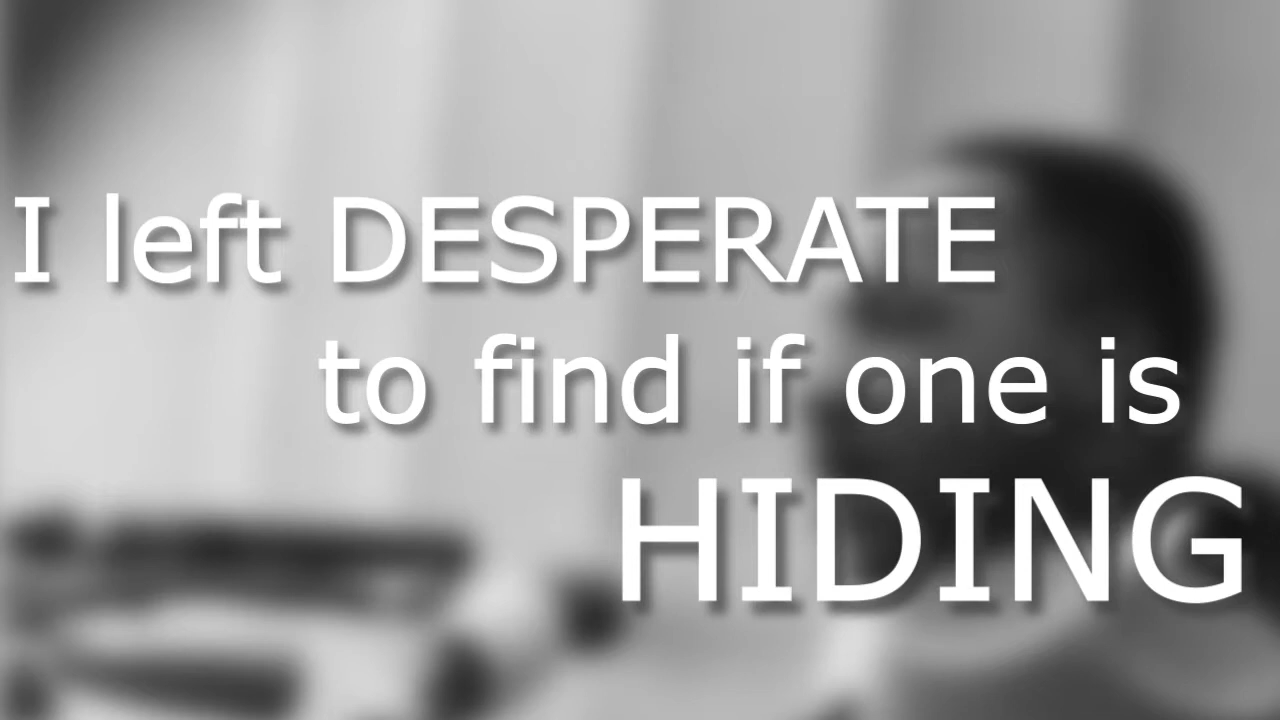 I left DESPERATE
to find if one is
HIDING